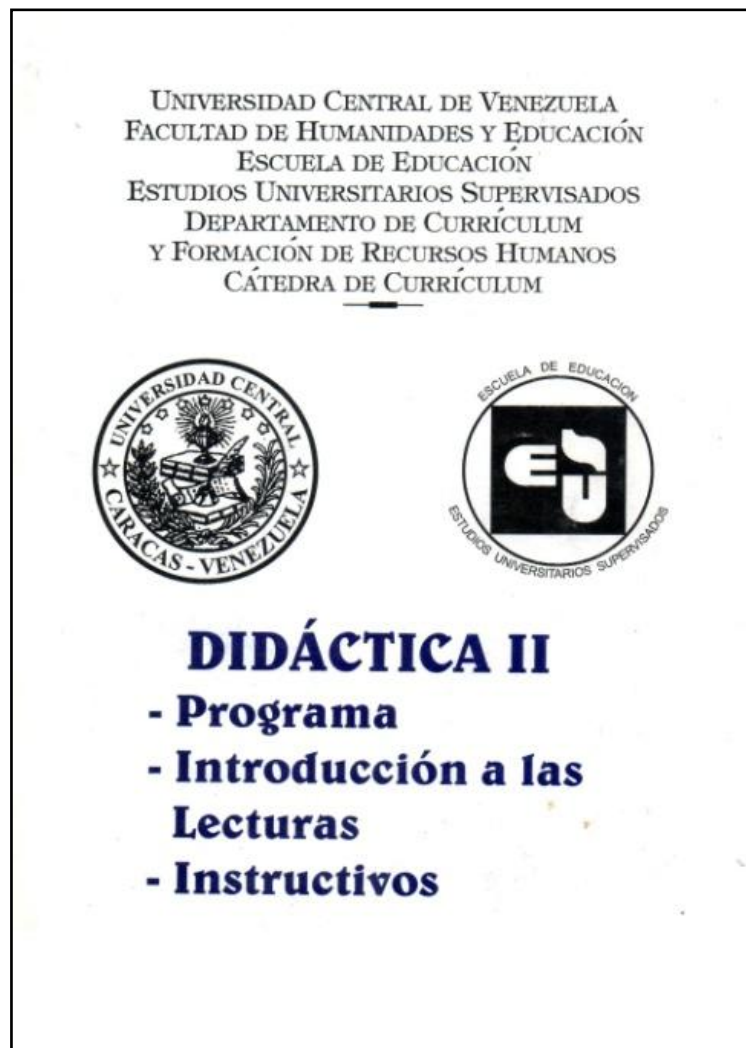 UNIVERSIDAD CENTRAL DE VENEZUELA
FACULTAD DE HUMANIDADES Y EDUCACIÓN
ESCUELA DE EDUCACIÓN
ESTUDIOS UNIVERSITARIOS SUPERVISADOS
DEPARTAMENTO DE CURRÍCULUM
Y FORMACIÓN DE RECURSOS HUMANOS
CÁTEDRA DE CURRÍCULUM
UNIVERSIDAD CENTRAL
CARACAS - VENEZUELA
ESCUELA DE EDUCACION
EUS
ESTUDIOS UNIVERSITARIOS SUPERVISADOS
DIDÁCTICA II
- Programa
- Introducción a las
Lecturas
- Instructivos